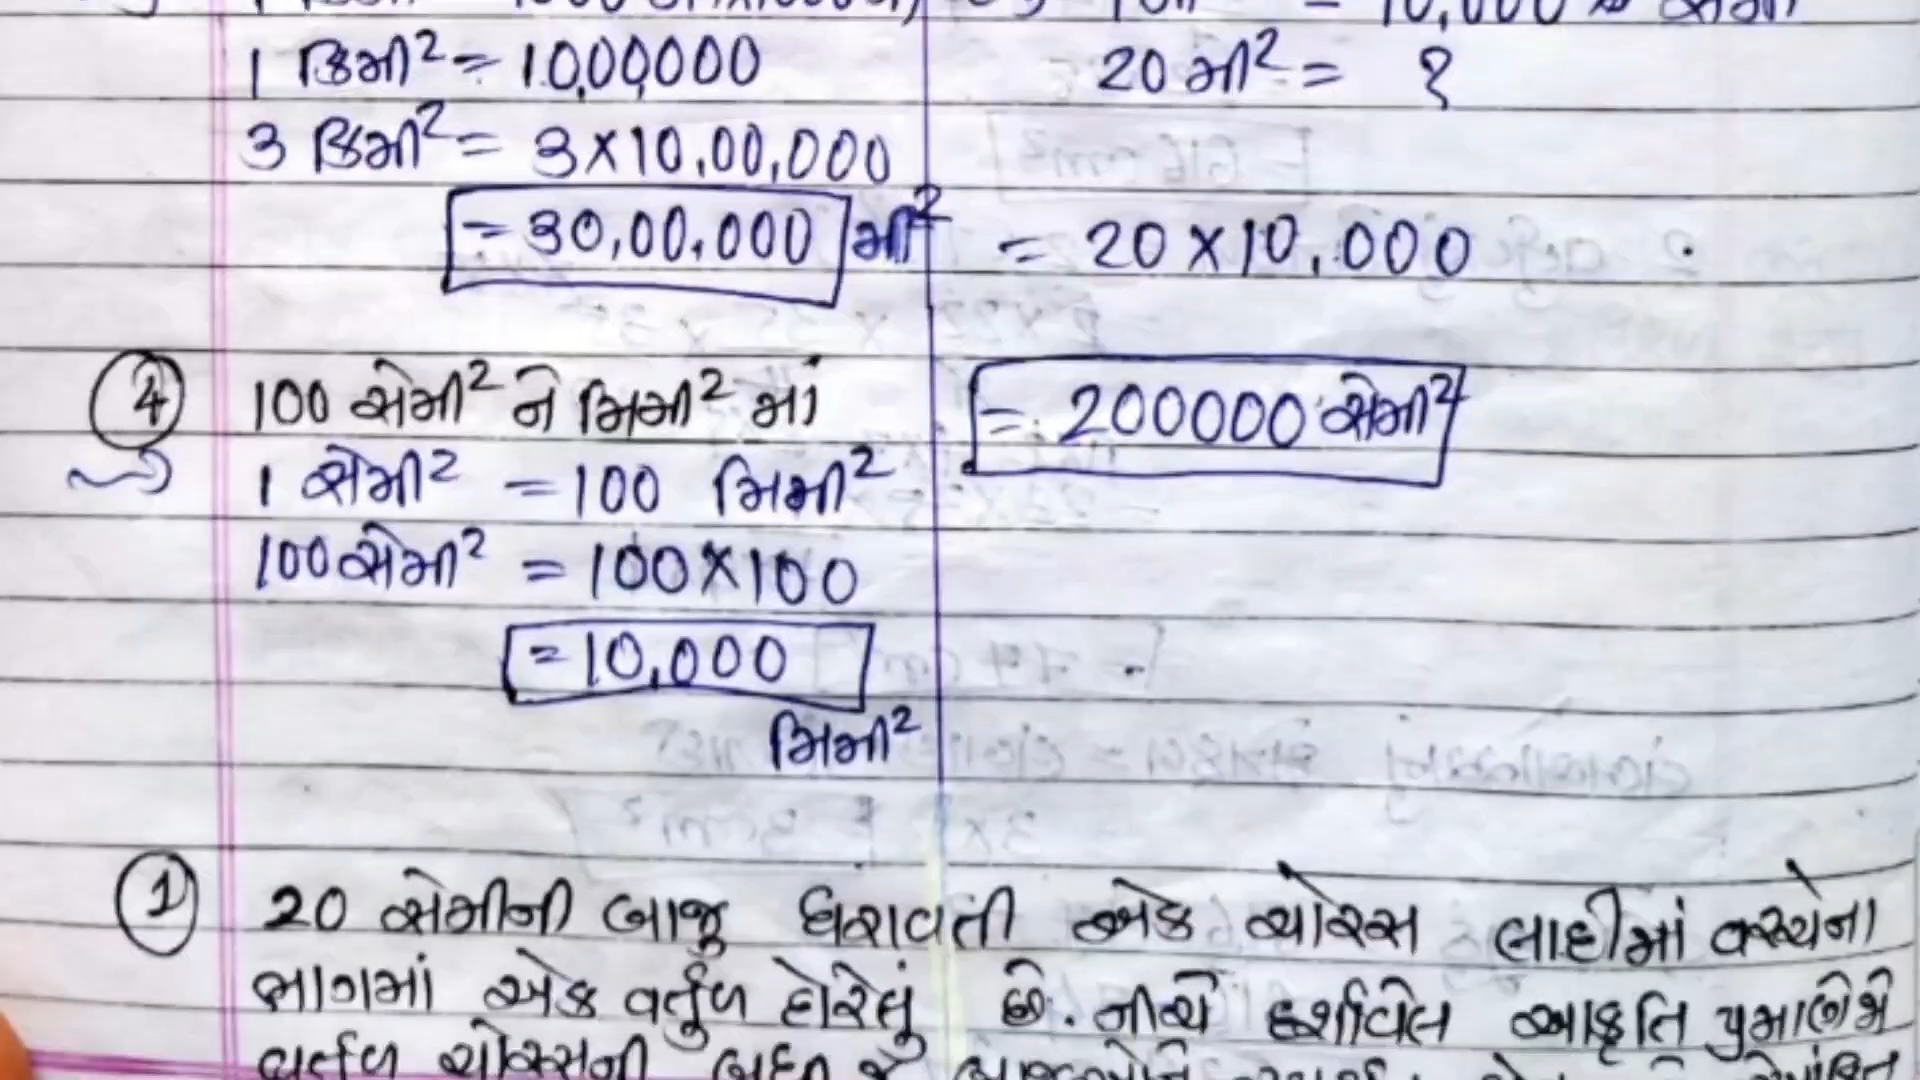 1 કિમી² = 10,00,000
3 કિમી² = 3×10,00,000
= 30,00,000 મી²
20 મી² = ?
= 20×10,000
= 200000 સેમી²
④ 100 સેમી² ને મિમી² માં
1 સેમી² = 100 મિમી²
100 સેમી² = 100×100
= 10,000
મિમી²
① 20 સેમીની બાજુ ધરાવતી એક ચોરસ લાદીમાં વચ્ચેના
ભાગમાં એક વર્તુળ દોરેલું છે. નીચે દર્શાવેલ આકૃતિ પ્રમાણેમે
વર્તુળ ચોરસની